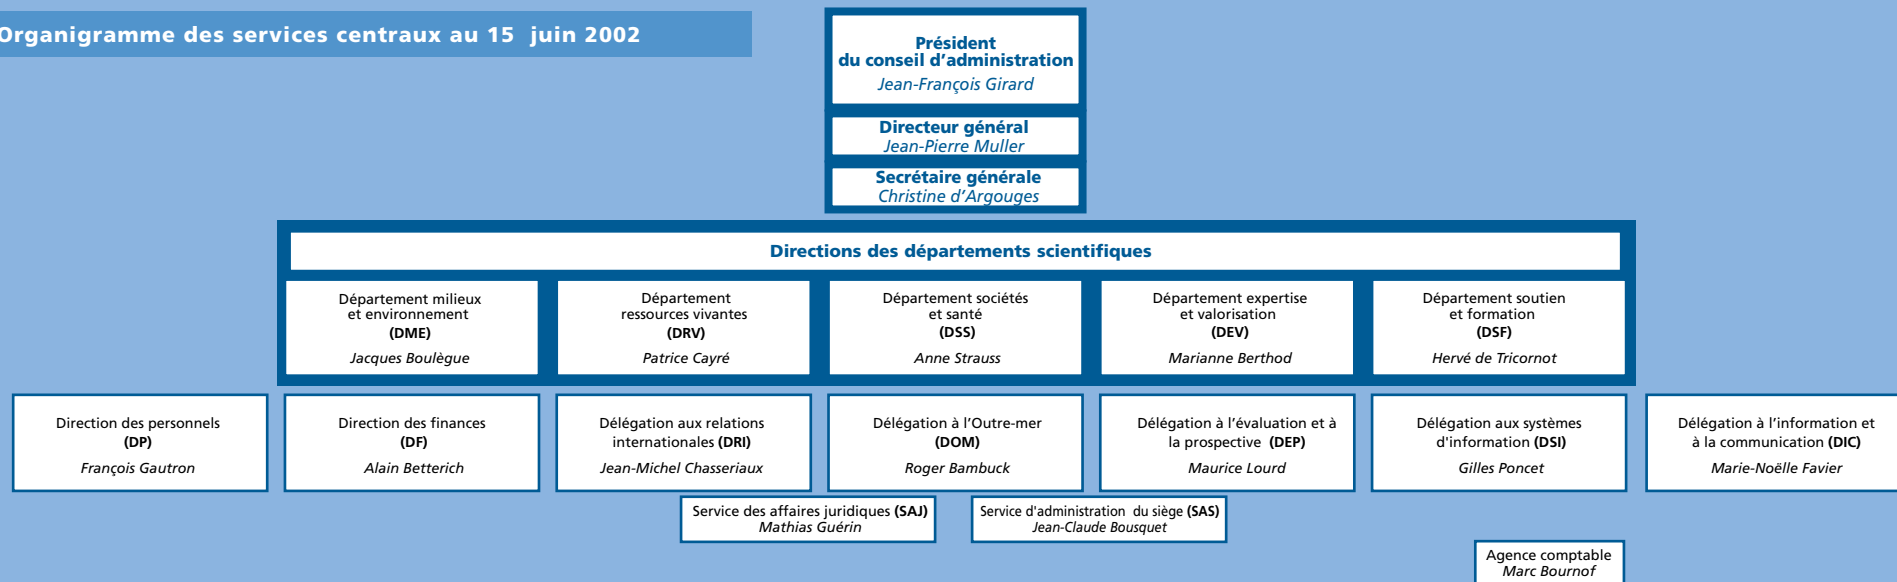 Organigramme des services centraux au 15 juin 2002
Président
du conseil d'administration
Jean-François Girard
Directeur général
Jean-Pierre Muller
Secrétaire générale
Christine d'Argouges
Directions des départements scientifiques
Département milieux
et environnement
(DME)
Jacques Boulègue
Département
ressources vivantes
(DRV)
Patrice Cayré
Département sociétés
et santé
(DSS)
Anne Strauss
Département expertise
et valorisation
(DEV)
Marianne Berthod
Département soutien
et formation
(DSF)
Hervé de Tricornot
Direction des personnels
(DP)
François Gautron
Direction des finances
(DF)
Alain Betterich
Délégation aux relations
internationales (DRI)
Jean-Michel Chasseriaux
Délégation à l'Outre-mer
(DOM)
Roger Bambuck
Délégation à l'évaluation et à
la prospective (DEP)
Maurice Lourd
Délégation aux systèmes
d'information (DSI)
Gilles Poncet
Délégation à l'information et
à la communication (DIC)
Marie-Noëlle Favier
Service des affaires juridiques (SAJ)
Mathias Guérin
Service d'administration du siège (SAS)
Jean-Claude Bousquet
Agence comptable
Marc Bournof